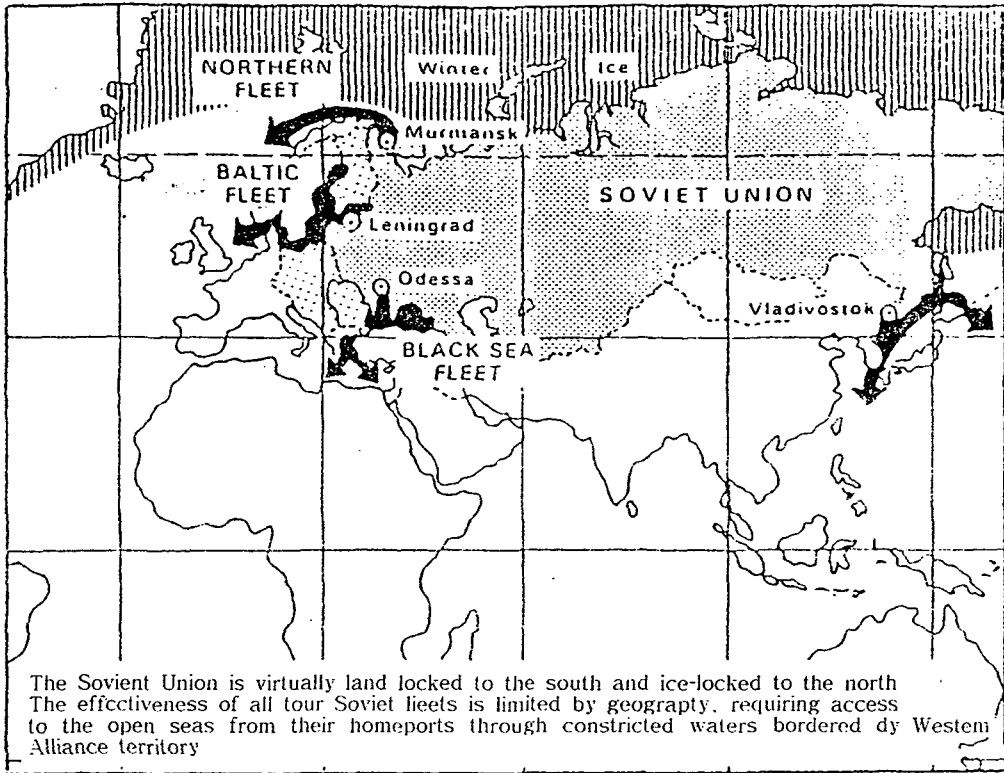 NORTHERN
FLEET
Winter
Ice
Murmansk
BALTIC
FLEET
SOVIET UNION
Leningrad
Odessa
Vladivostok
BLACK SEA
FLEET
The Sovient Union is virtually land locked to the south and ice-locked to the north
The effectiveness of all tour Soviet lieets is limited by geograpty, requiring access
to the open seas from their homeports through constricted waters bordered dy Western
Alliance territory